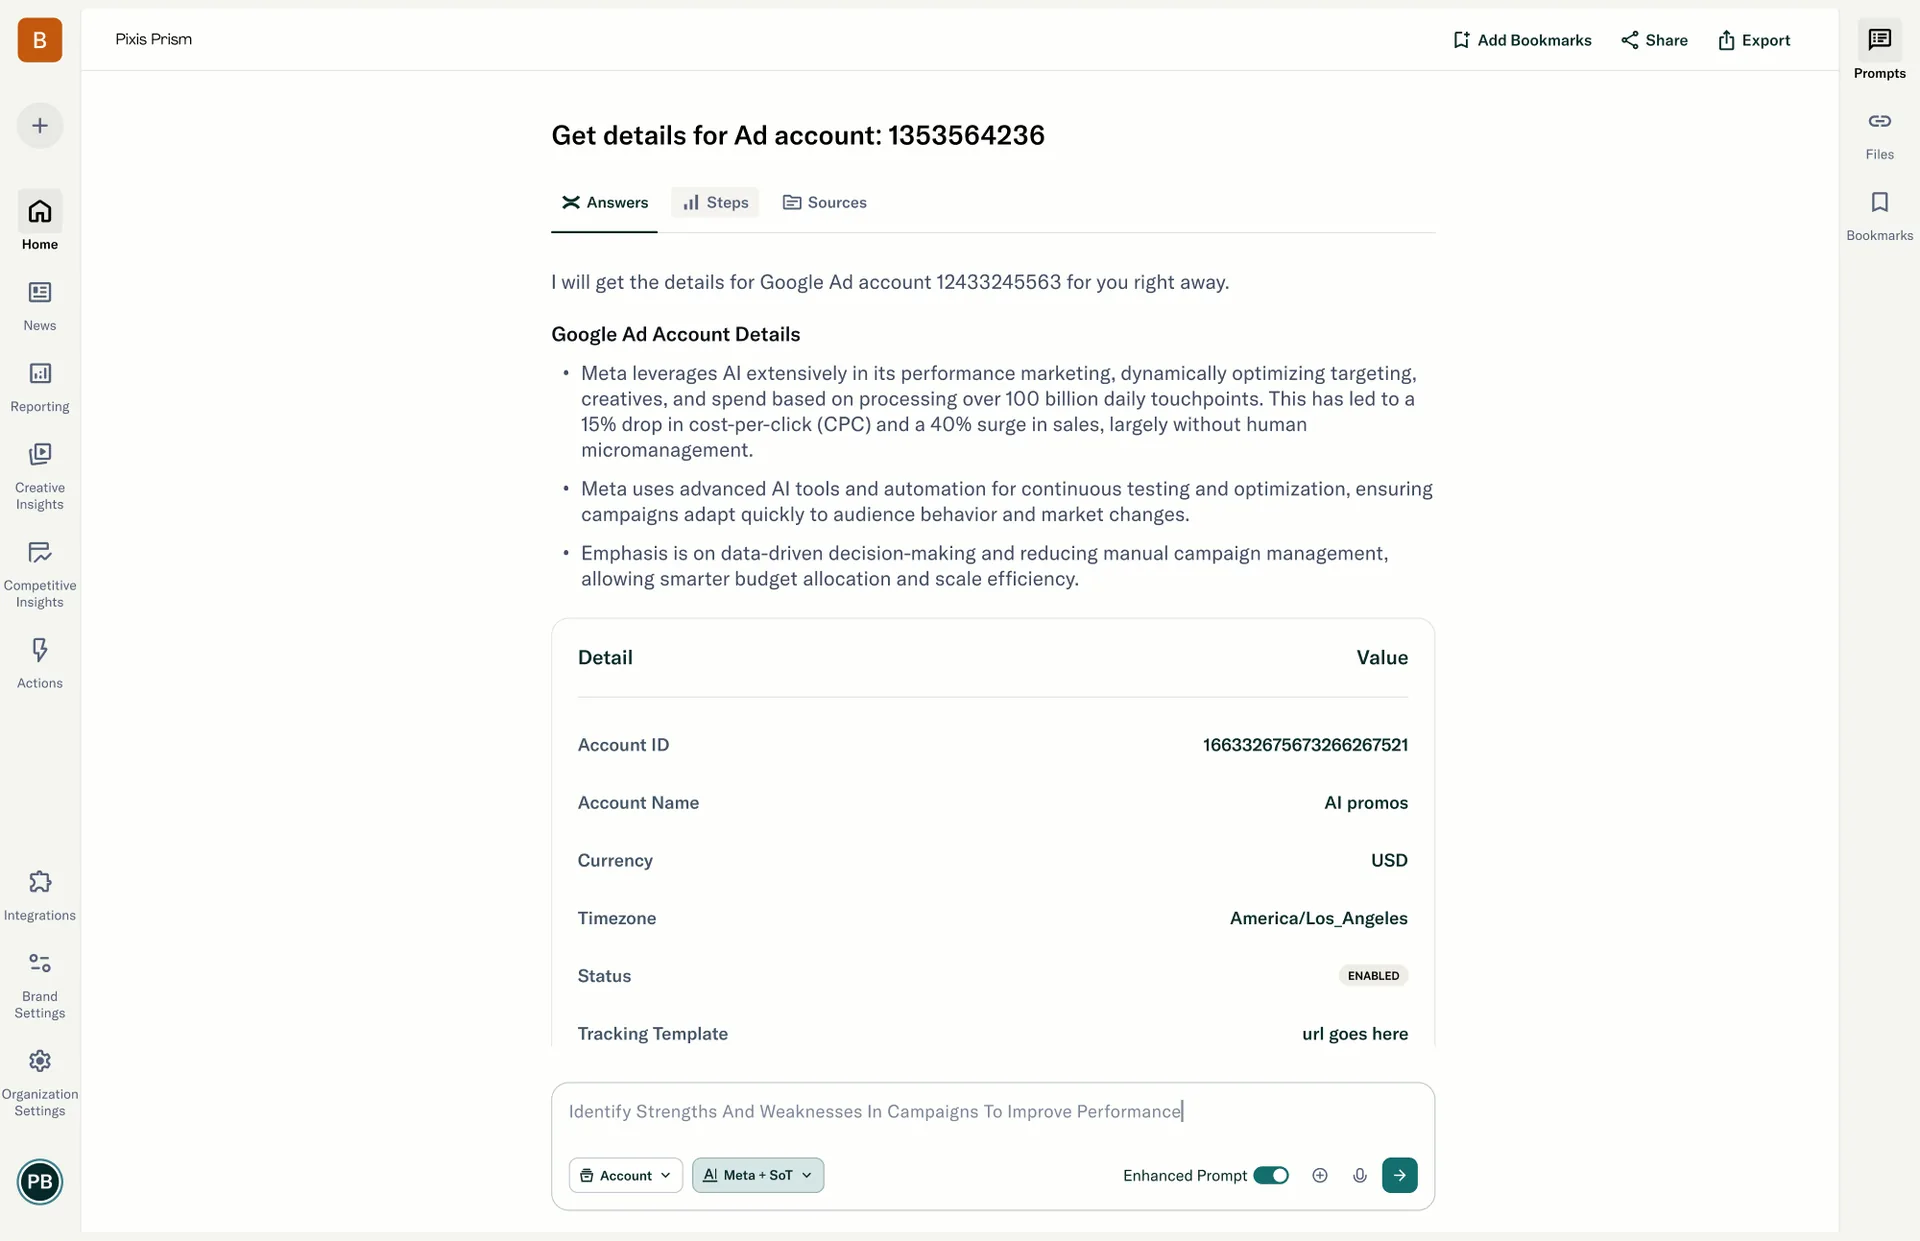 B
Pixis Prism
Add Bookmarks
Share
Export
Prompts
Files
Bookmarks
Home
News
Reporting
Creative
Insights
Competitive
Insights
Actions
Integrations
Brand
Settings
Organization
Settings
PB
Get details for Ad account: 1353564236
Answers
Steps
Sources
I will get the details for Google Ad account 12433245563 for you right away.
Google Ad Account Details
• Meta leverages AI extensively in its performance marketing, dynamically optimizing targeting,
creatives, and spend based on processing over 100 billion daily touchpoints. This has led to a
15% drop in cost-per-click (CPC) and a 40% surge in sales, largely without human
micromanagement.
• Meta uses advanced AI tools and automation for continuous testing and optimization, ensuring
campaigns adapt quickly to audience behavior and market changes.
• Emphasis is on data-driven decision-making and reducing manual campaign management,
allowing smarter budget allocation and scale efficiency.
Detail Value
Account ID 166332675673266267521
Account Name AI promos
Currency USD
Timezone America/Los_Angeles
Status ENABLED
Tracking Template url goes here
Identify Strengths And Weaknesses In Campaigns To Improve Performance
Account
AI Meta + SoT
Enhanced Prompt